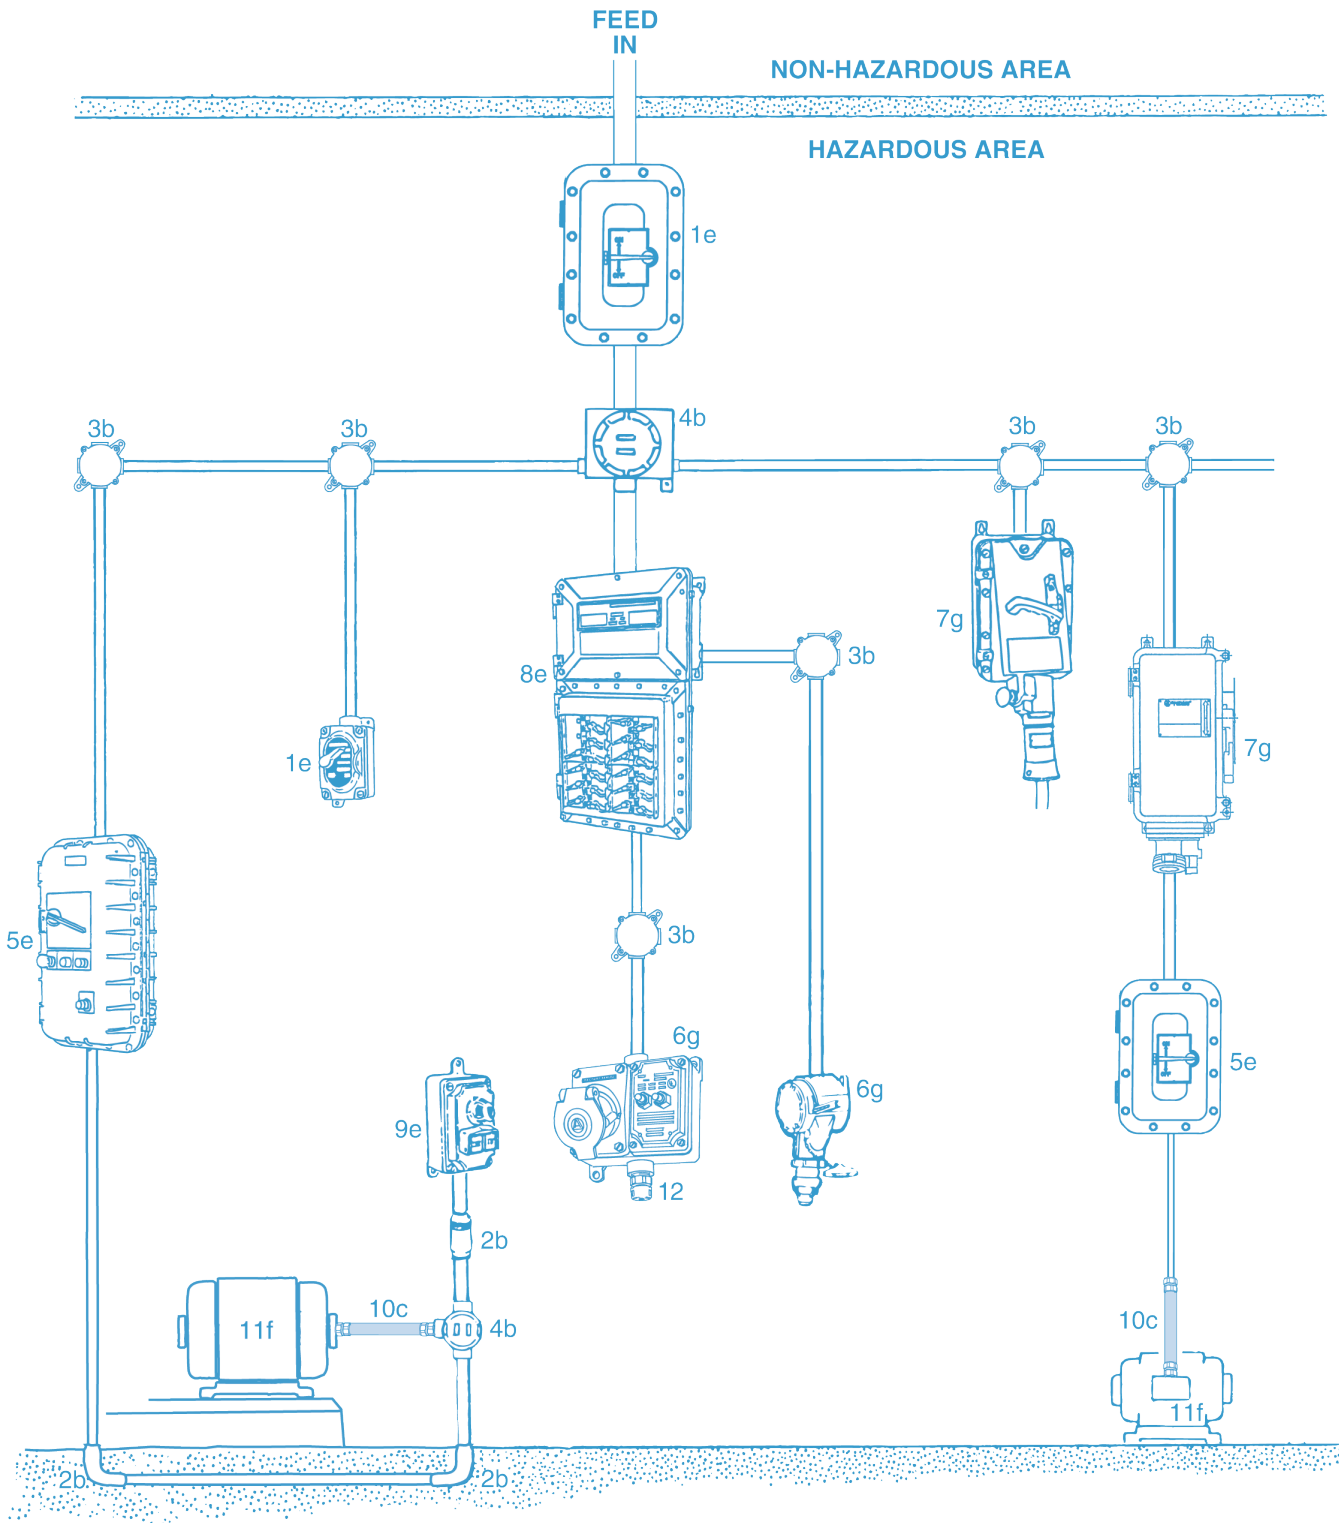 FEED
IN
NON-HAZARDOUS AREA
HAZARDOUS AREA
1e
4b
3b
3b
3b
3b
7g
8e
3b
7g
1e
5e
3b
6g
5e
6g
9e
12
2b
10c
4b
10c
11f
11f
2b
2b